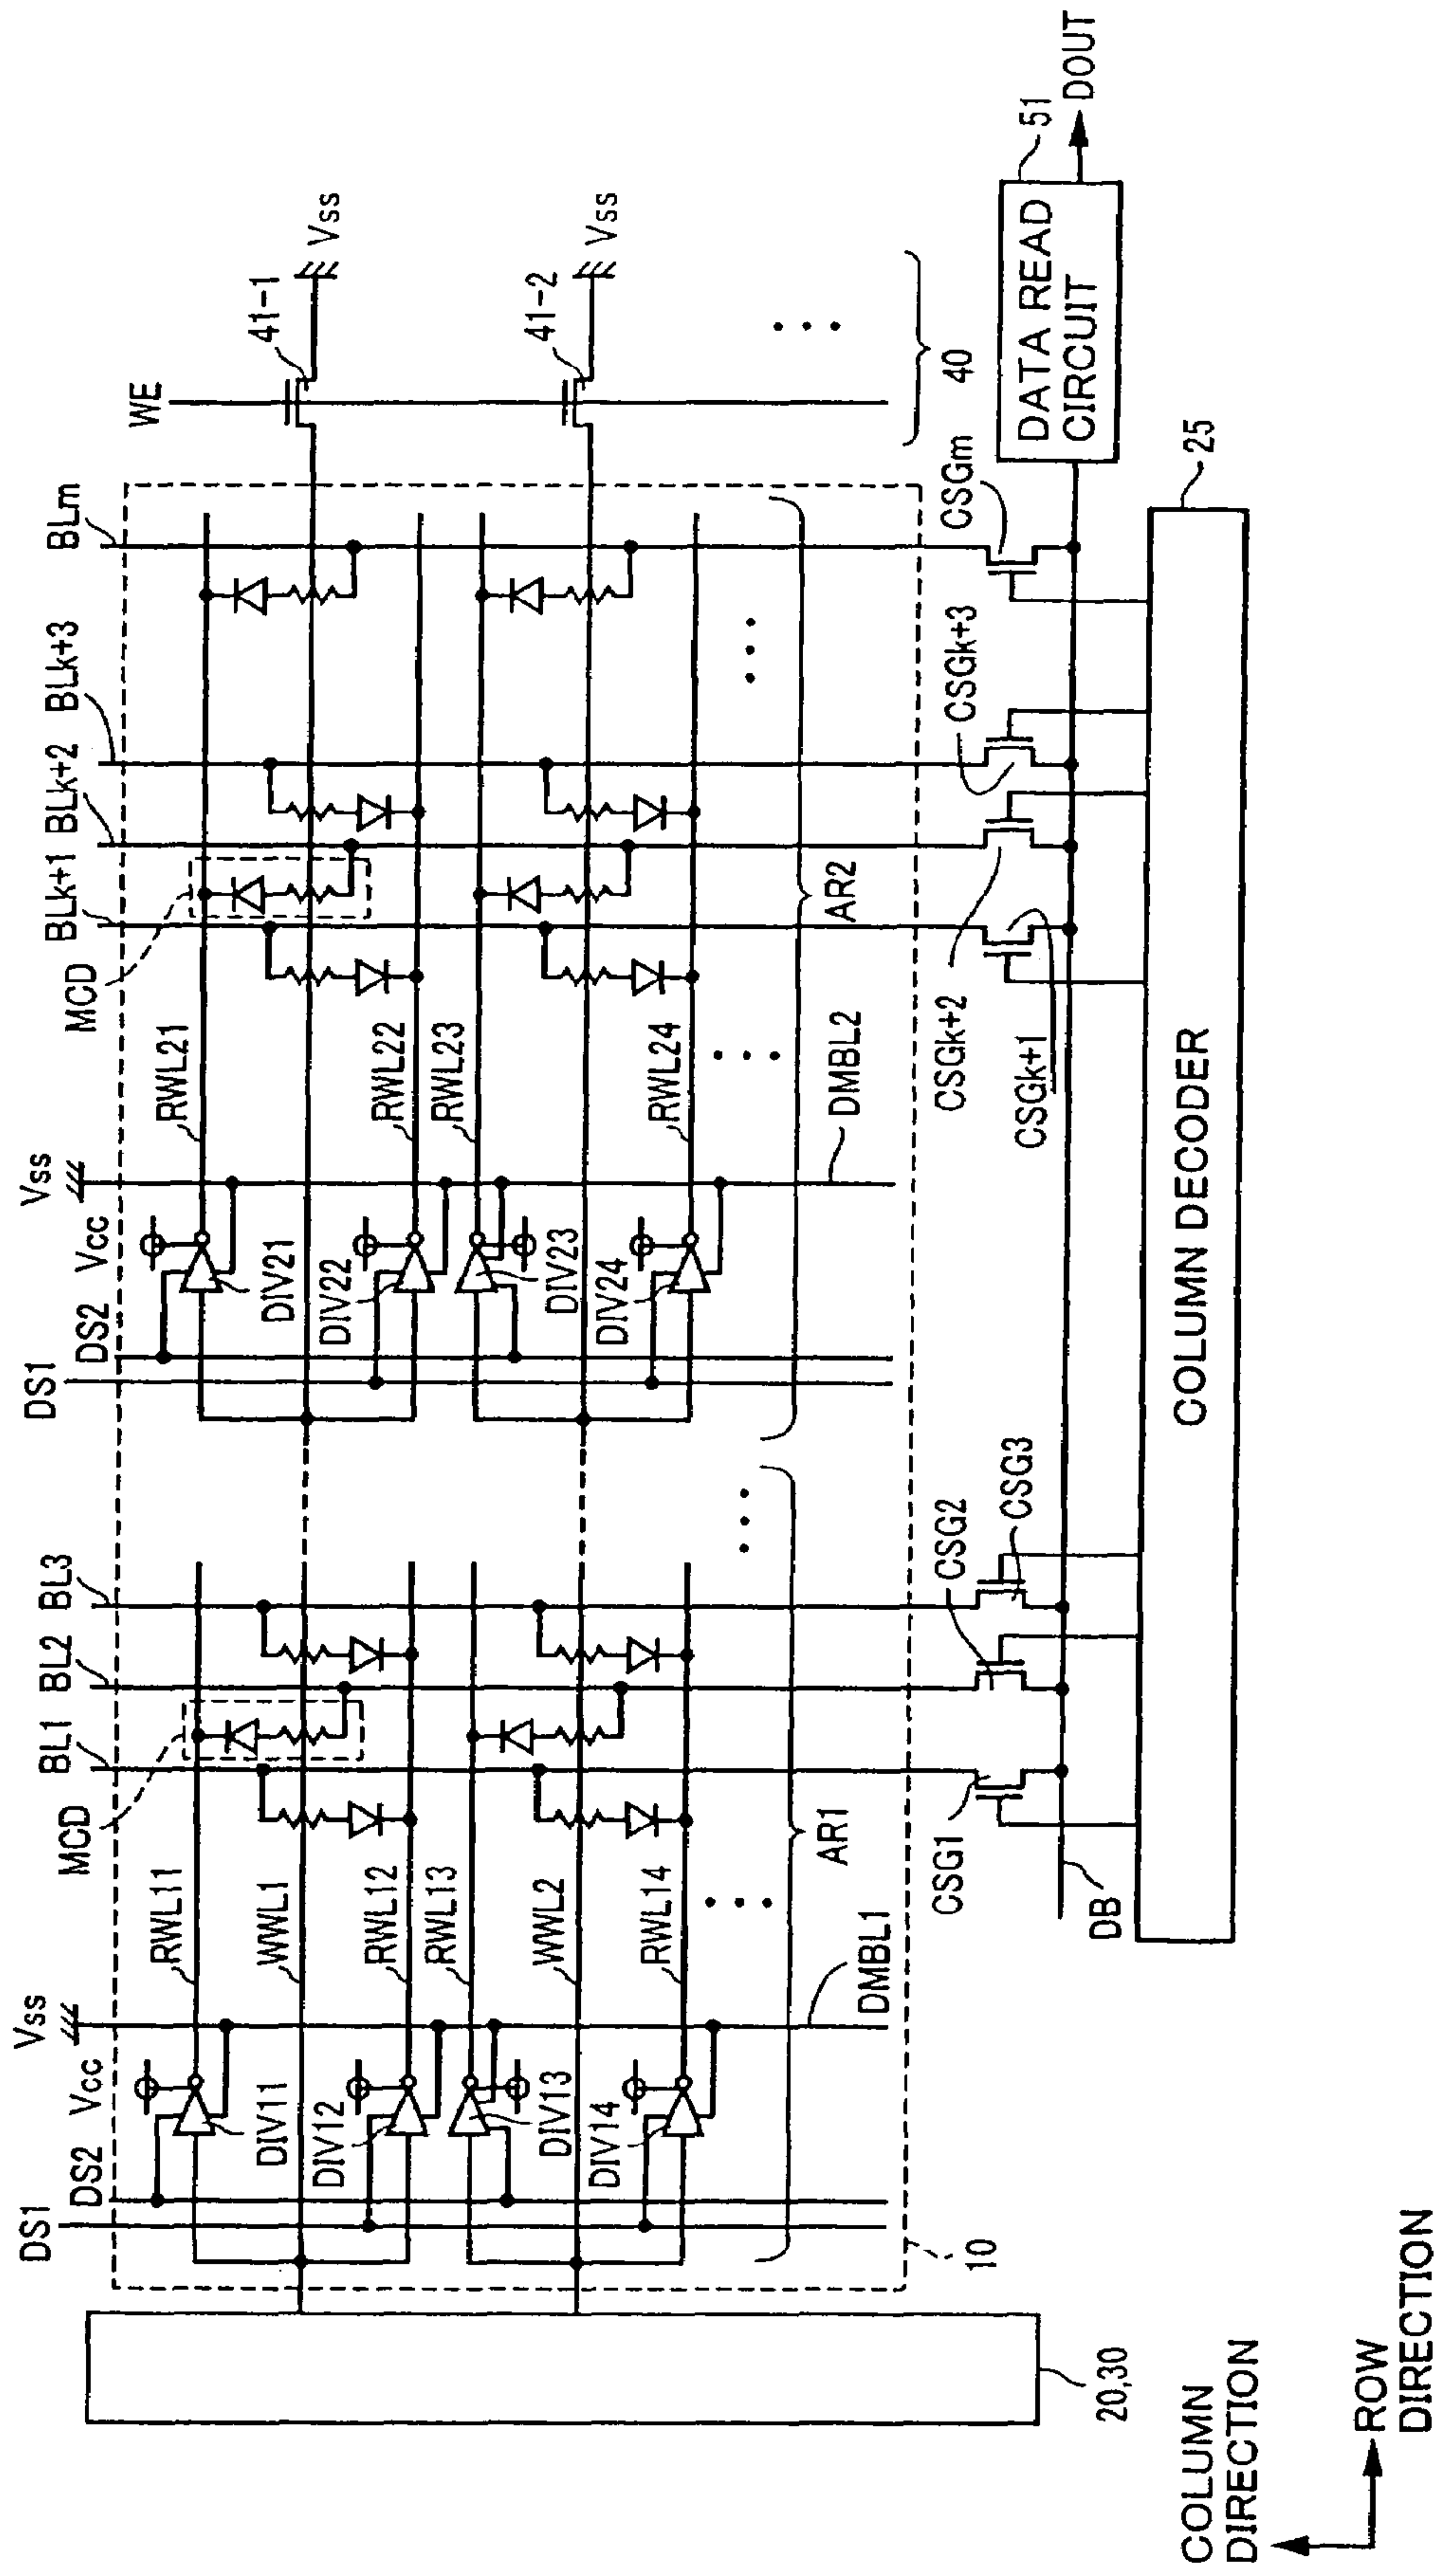 DS1
DS2
Vcc
Vss
MCD
BL1
BL2
BL3
DS1
DS2
Vcc
Vss
MCD
BLk+1
BLk+2
BLk+3
BLm
WE
41-1
Vss
DIV11
RWL11
WWL1
DIV12
RWL12
DIV21
RWL21
DIV22
RWL22
41-2
Vss
DIV13
RWL13
WWL2
DIV14
RWL14
DIV23
RWL23
DIV24
RWL24
10
DMBL1
AR1
DMBL2
AR2
40
CSG1
CSG2
CSG3
CSGk+2
CSGk+1
CSGk+3
CSGm
DATA READ
CIRCUIT
51
DOUT
DB
COLUMN DECODER
25
20,30
COLUMN
DIRECTION
ROW
DIRECTION